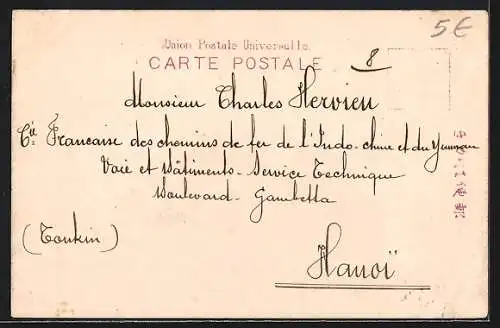 5€
Union Postale Universelle.
CARTE POSTALE
8
Monsieur Charles Hervieu
Cie Francaise des chemins de fer de l'Indo-chine et du Yunnan
Voie et Bâtiments - Service Technique
Boulevard - Gambetta
(Tonkin)
Hanoï